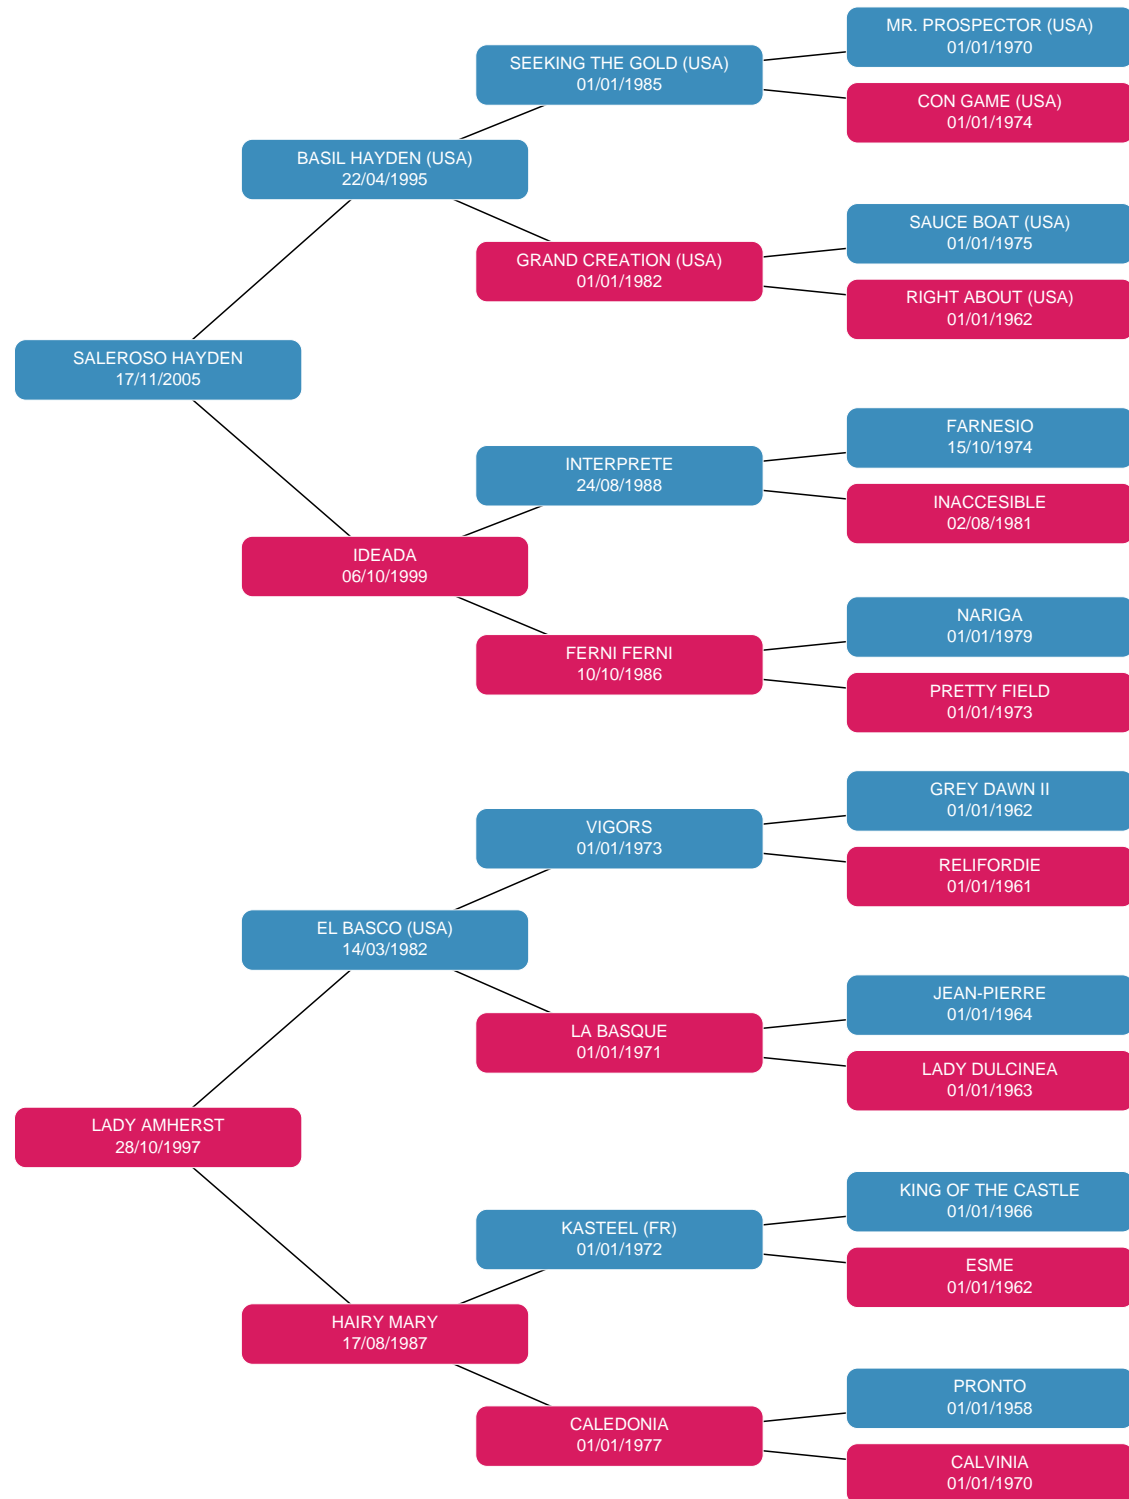 MR. PROSPECTOR (USA)
01/01/1970
SEEKING THE GOLD (USA)
01/01/1985
CON GAME (USA)
01/01/1974
BASIL HAYDEN (USA)
22/04/1995
SAUCE BOAT (USA)
01/01/1975
GRAND CREATION (USA)
01/01/1982
RIGHT ABOUT (USA)
01/01/1962
SALEROSO HAYDEN
17/11/2005
FARNESIO
15/10/1974
INTERPRETE
24/08/1988
INACCESIBLE
02/08/1981
IDEADA
06/10/1999
NARIGA
01/01/1979
FERNI FERNI
10/10/1986
PRETTY FIELD
01/01/1973
GREY DAWN II
01/01/1962
VIGORS
01/01/1973
RELIFORDIE
01/01/1961
EL BASCO (USA)
14/03/1982
JEAN-PIERRE
01/01/1964
LA BASQUE
01/01/1971
LADY DULCINEA
01/01/1963
LADY AMHERST
28/10/1997
KING OF THE CASTLE
01/01/1966
KASTEEL (FR)
01/01/1972
ESME
01/01/1962
HAIRY MARY
17/08/1987
PRONTO
01/01/1958
CALEDONIA
01/01/1977
CALVINIA
01/01/1970